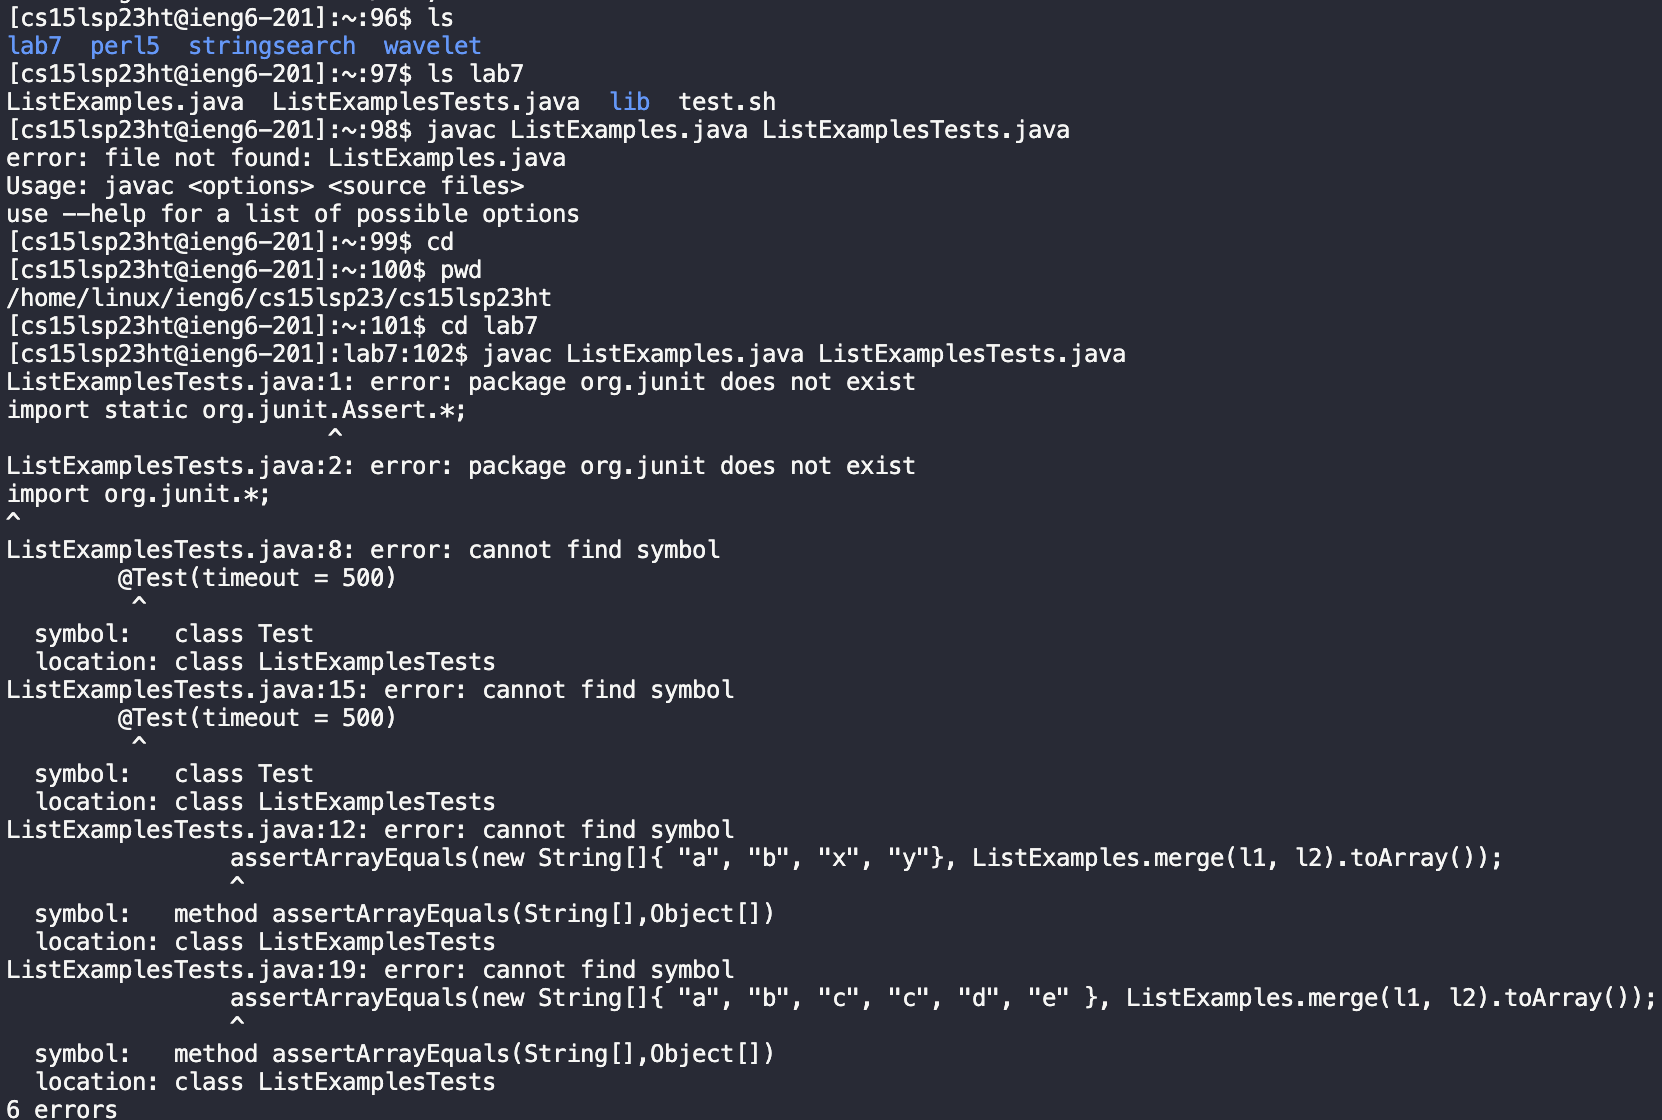 [cs15lsp23ht@ieng6-201]:~:96$ ls
lab7  perl5  stringsearch  wavelet
[cs15lsp23ht@ieng6-201]:~:97$ ls lab7
ListExamples.java  ListExamplesTests.java  lib  test.sh
[cs15lsp23ht@ieng6-201]:~:98$ javac ListExamples.java ListExamplesTests.java
error: file not found: ListExamples.java
Usage: javac <options> <source files>
use --help for a list of possible options
[cs15lsp23ht@ieng6-201]:~:99$ cd
[cs15lsp23ht@ieng6-201]:~:100$ pwd
/home/linux/ieng6/cs15lsp23/cs15lsp23ht
[cs15lsp23ht@ieng6-201]:~:101$ cd lab7
[cs15lsp23ht@ieng6-201]:lab7:102$ javac ListExamples.java ListExamplesTests.java
ListExamplesTests.java:1: error: package org.junit does not exist
import static org.junit.Assert.*;
                       ^
ListExamplesTests.java:2: error: package org.junit does not exist
import org.junit.*;
^
ListExamplesTests.java:8: error: cannot find symbol
        @Test(timeout = 500)
         ^
  symbol:   class Test
  location: class ListExamplesTests
ListExamplesTests.java:15: error: cannot find symbol
        @Test(timeout = 500)
         ^
  symbol:   class Test
  location: class ListExamplesTests
ListExamplesTests.java:12: error: cannot find symbol
                assertArrayEquals(new String[]{ "a", "b", "x", "y"}, ListExamples.merge(l1, l2).toArray());
                ^
  symbol:   method assertArrayEquals(String[],Object[])
  location: class ListExamplesTests
ListExamplesTests.java:19: error: cannot find symbol
                assertArrayEquals(new String[]{ "a", "b", "c", "c", "d", "e" }, ListExamples.merge(l1, l2).toArray());
                ^
  symbol:   method assertArrayEquals(String[],Object[])
  location: class ListExamplesTests
6 errors